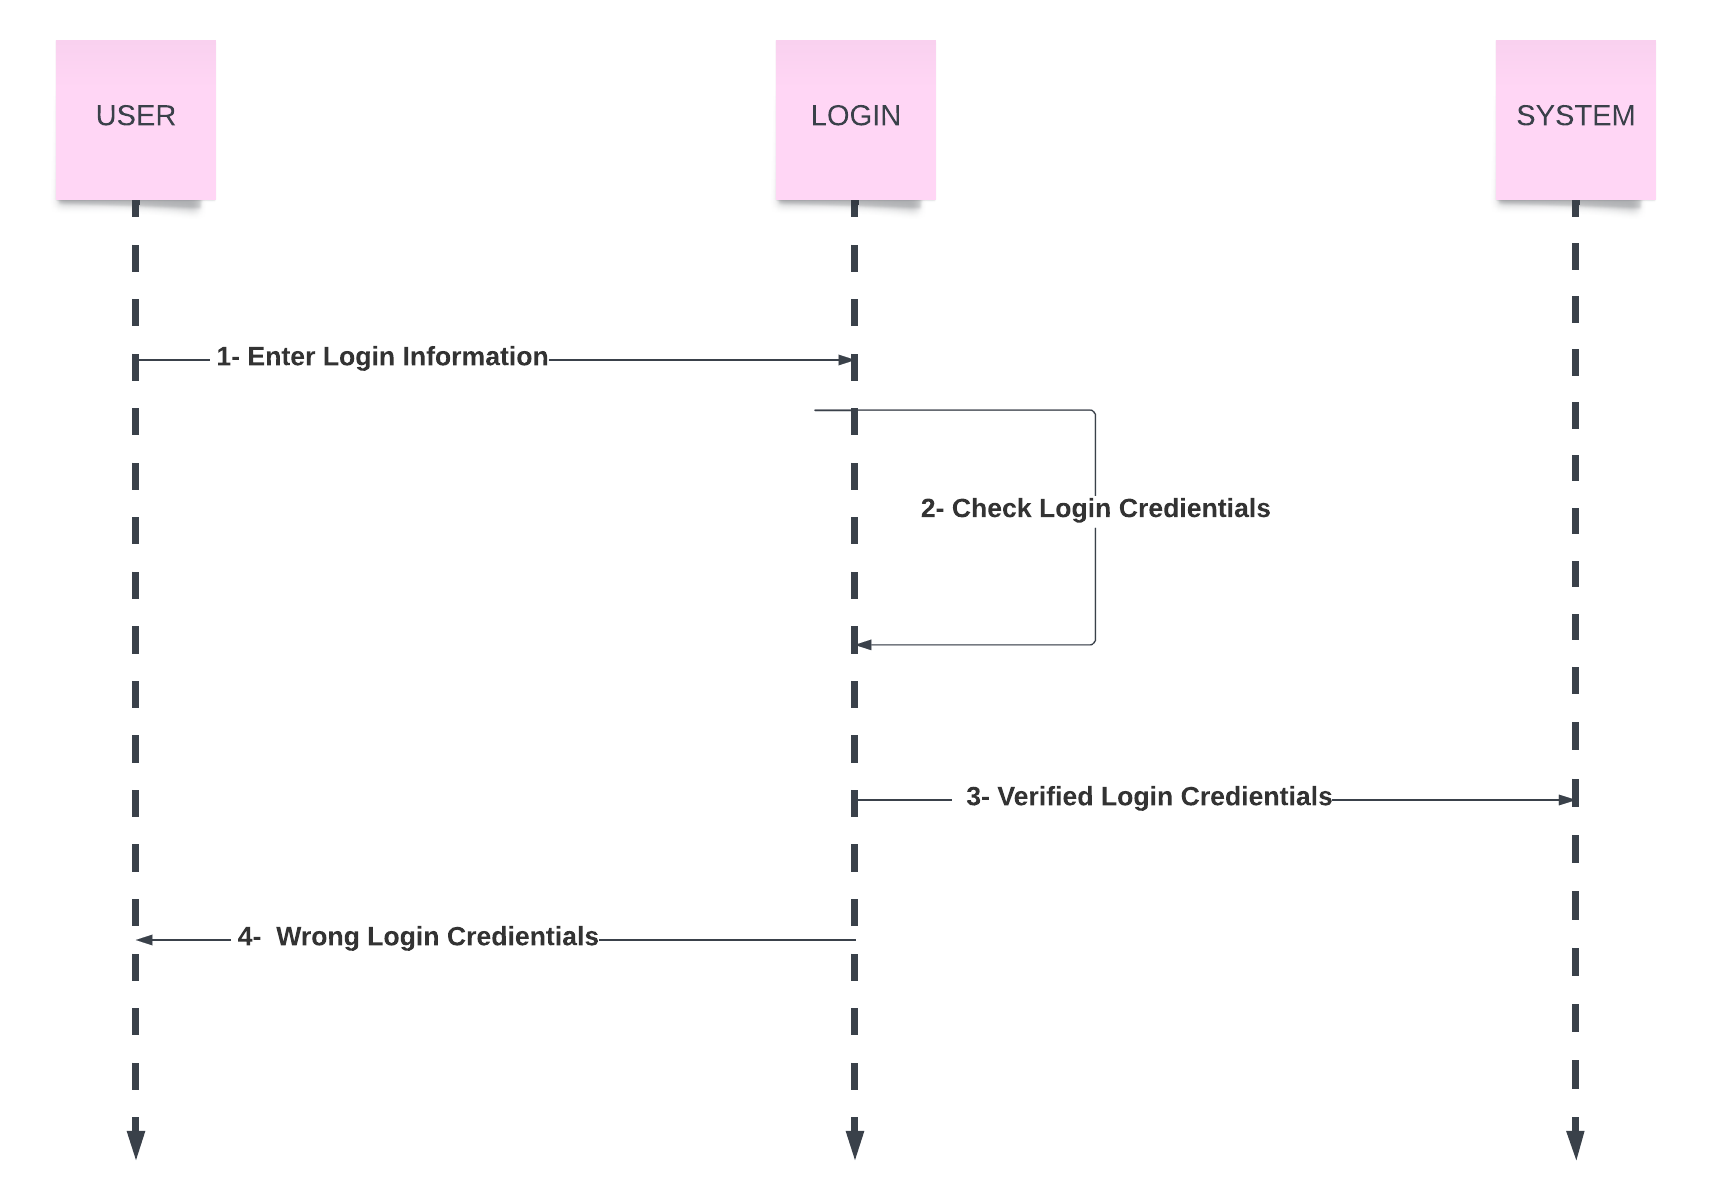 USER
LOGIN
SYSTEM
1- Enter Login Information
2- Check Login Credientials
3- Verified Login Credientials
4-  Wrong Login Credientials